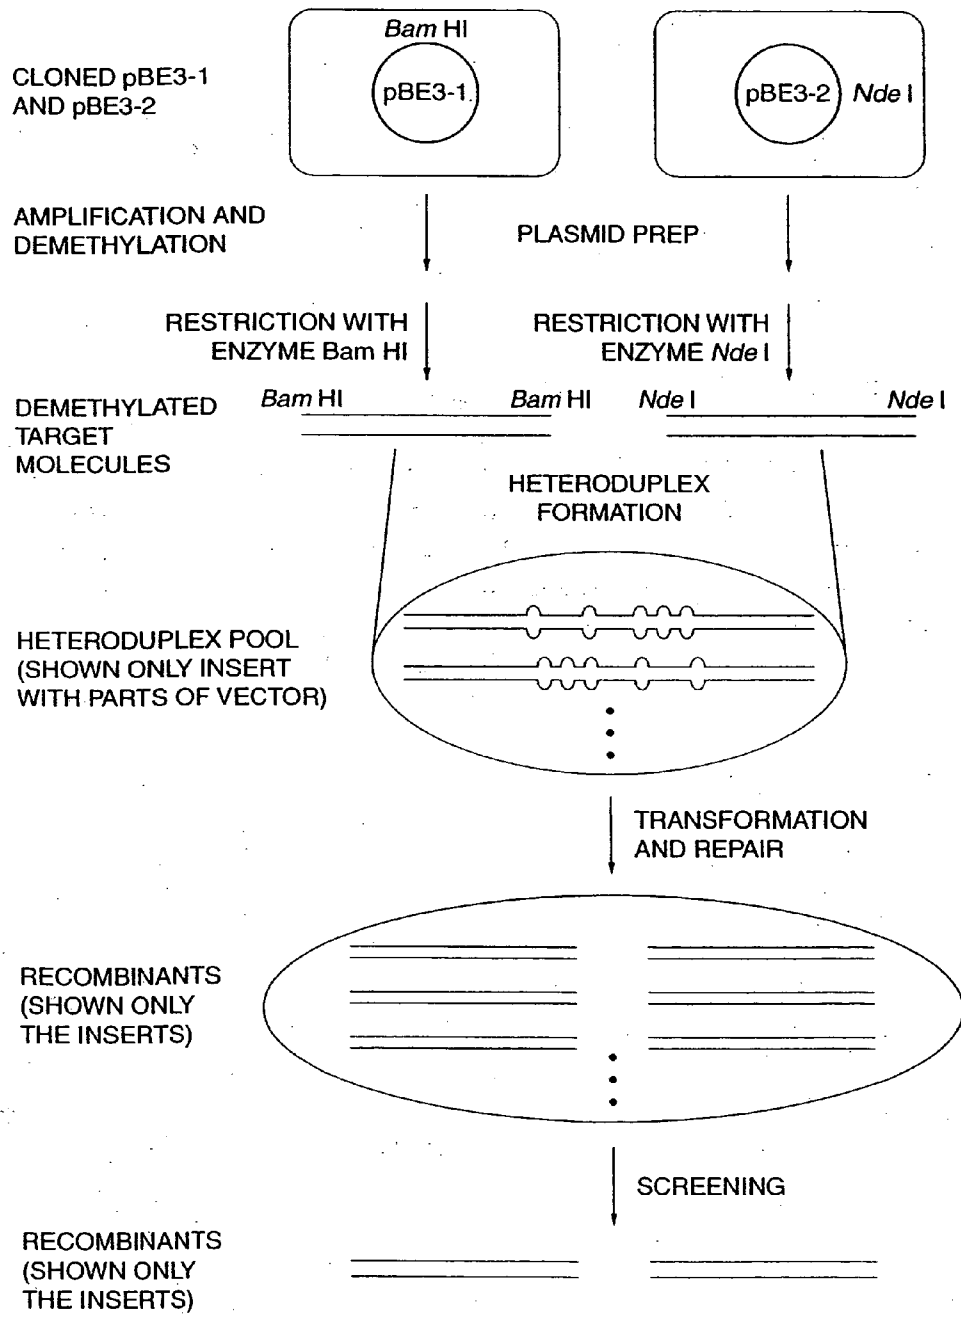 Bam HI
CLONED pBE3-1
AND pBE3-2
pBE3-1
pBE3-2
Nde I
AMPLIFICATION AND
DEMETHYLATION
PLASMID PREP
RESTRICTION WITH
ENZYME Bam HI
RESTRICTION WITH
ENZYME Nde I
DEMETHYLATED
TARGET
MOLECULES
Bam HI
Bam HI
Nde I
Nde I
HETERODUPLEX
FORMATION
HETERODUPLEX POOL
(SHOWN ONLY INSERT
WITH PARTS OF VECTOR)
TRANSFORMATION
AND REPAIR
RECOMBINANTS
(SHOWN ONLY
THE INSERTS)
SCREENING
RECOMBINANTS
(SHOWN ONLY
THE INSERTS)